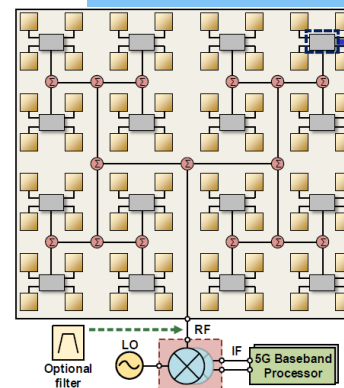 Σ Σ Σ Σ Σ Σ
Σ Σ Σ
Σ Σ Σ Σ Σ Σ
RF
LO
IF
Optional
filter
5G Baseband
Processor